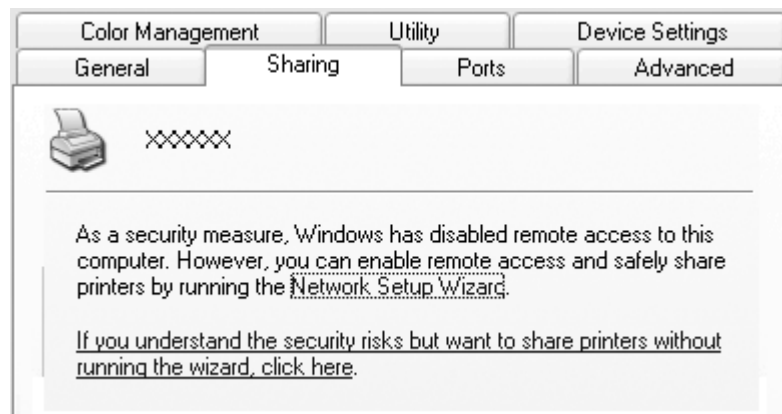 Color Management Utility Device Settings
General Sharing Ports Advanced
XXXXXX
As a security measure, Windows has disabled remote access to this
computer. However, you can enable remote access and safely share
printers by running the Network Setup Wizard.
If you understand the security risks but want to share printers without
running the wizard, click here.